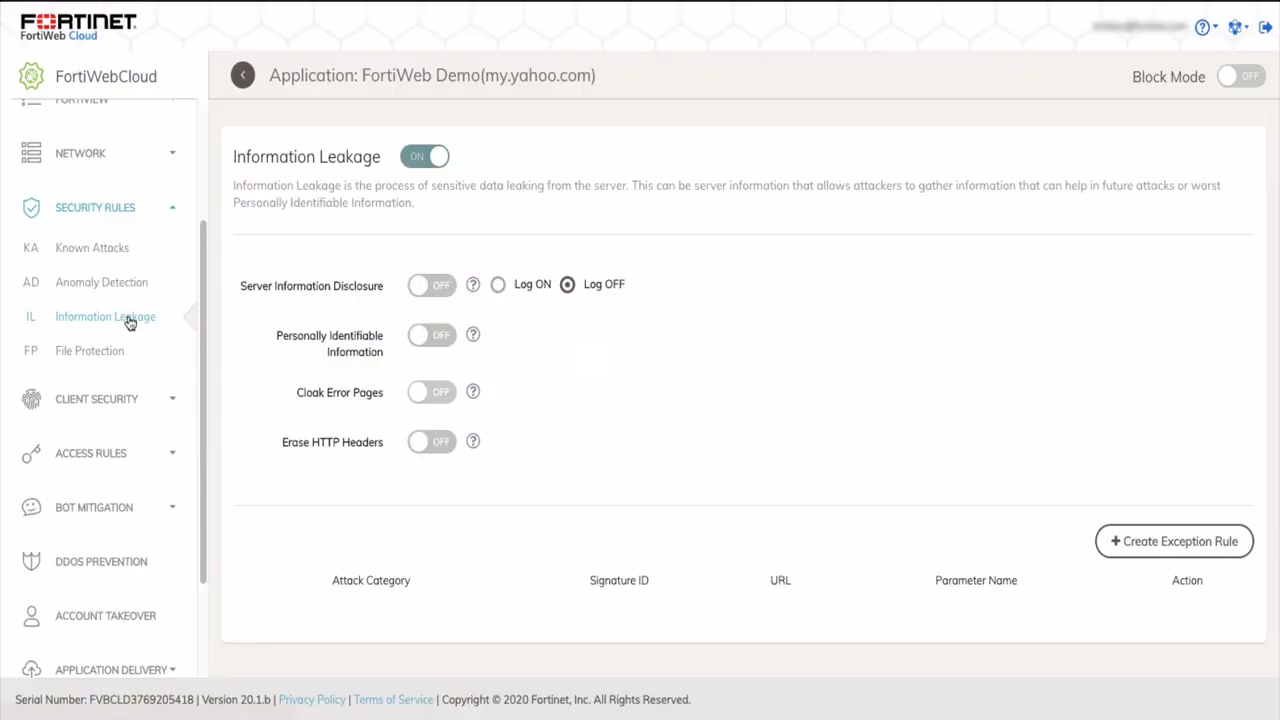 FORTINET
FortiWeb Cloud
FortiWebCloud
Application: FortiWeb Demo(my.yahoo.com)
Block Mode OFF
FORTIVIEW
NETWORK
SECURITY RULES
KA Known Attacks
AD Anomaly Detection
IL Information Leakage
FP File Protection
CLIENT SECURITY
ACCESS RULES
BOT MITIGATION
DDOS PREVENTION
ACCOUNT TAKEOVER
APPLICATION DELIVERY
Information Leakage ON
Information Leakage is the process of sensitive data leaking from the server. This can be server information that allows attackers to gather information that can help in future attacks or worst
Personally Identifiable Information.
Server Information Disclosure OFF ? Log ON Log OFF
Personally Identifiable
Information OFF ?
Cloak Error Pages OFF ?
Erase HTTP Headers OFF ?
+ Create Exception Rule
Attack Category Signature ID URL Parameter Name Action
Serial Number: FVBCLD3769205418 | Version 20.1.b | Privacy Policy | Terms of Service | Copyright © 2020 Fortinet, Inc. All Rights Reserved.